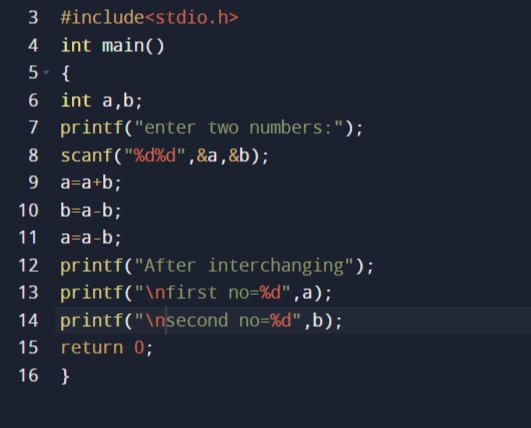 3 #include<stdio.h>
4 int main()
5 {
6 int a,b;
7 printf("enter two numbers:");
8 scanf("%d%d",&a,&b);
9 a=a+b;
10 b=a-b;
11 a=a-b;
12 printf("After interchanging");
13 printf("\nfirst no=%d",a);
14 printf("\nsecond no=%d",b);
15 return 0;
16 }